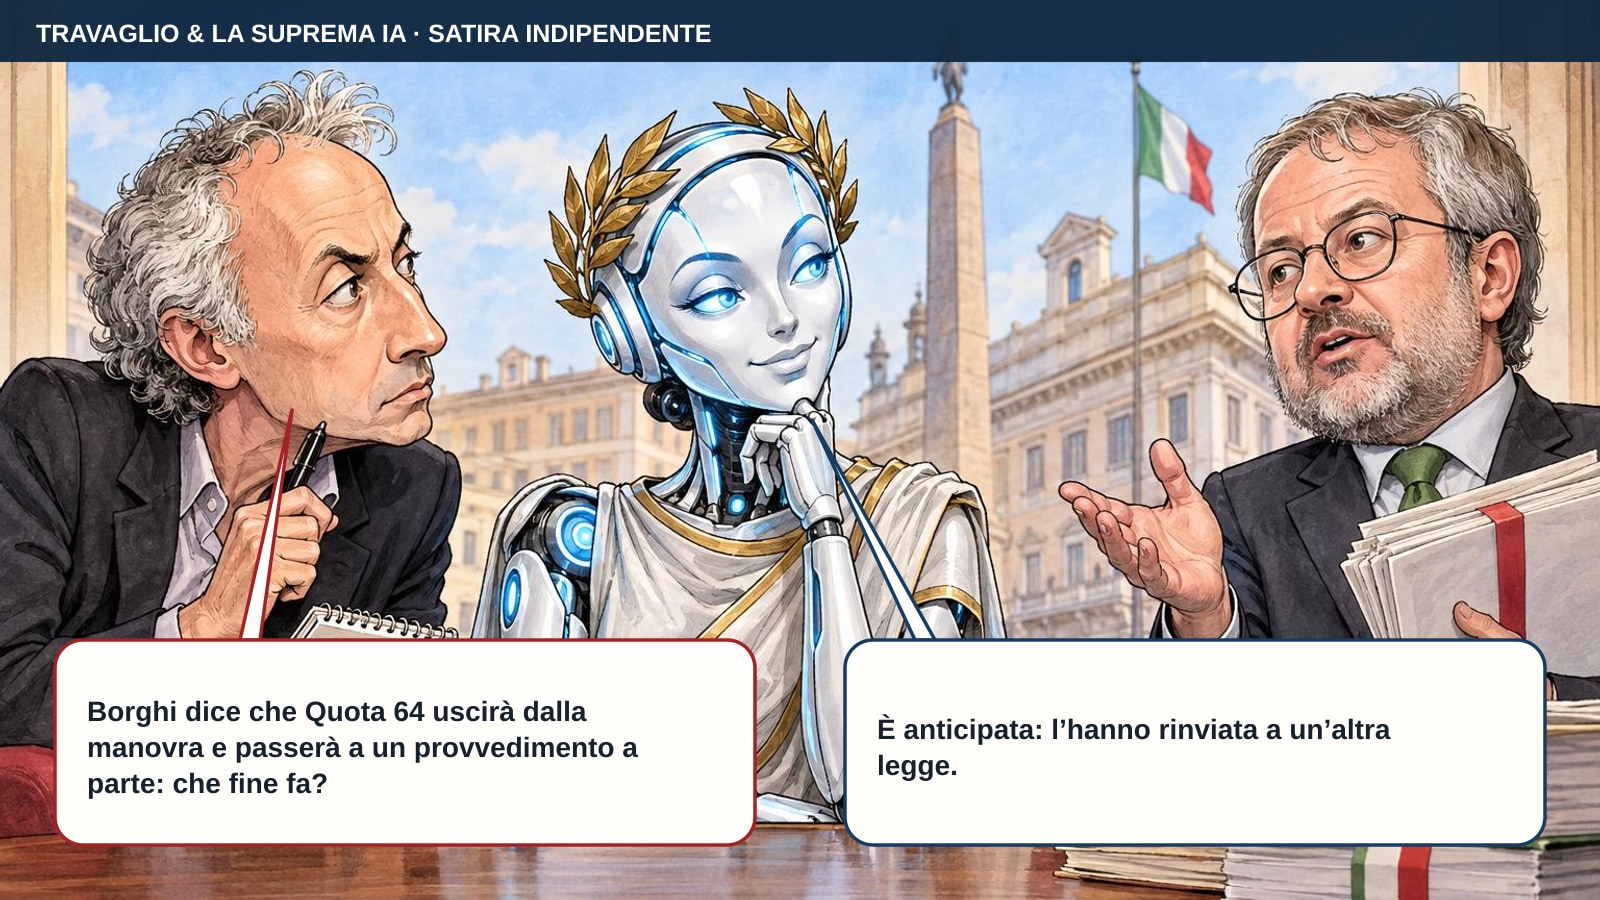 TRAVAGLIO & LA SUPREMA IA · SATIRA INDIPENDENTE
Borghi dice che Quota 64 uscirà dalla
manovra e passerà a un provvedimento a
parte: che fine fa?
È anticipata: l’hanno rinviata a un’altra
legge.